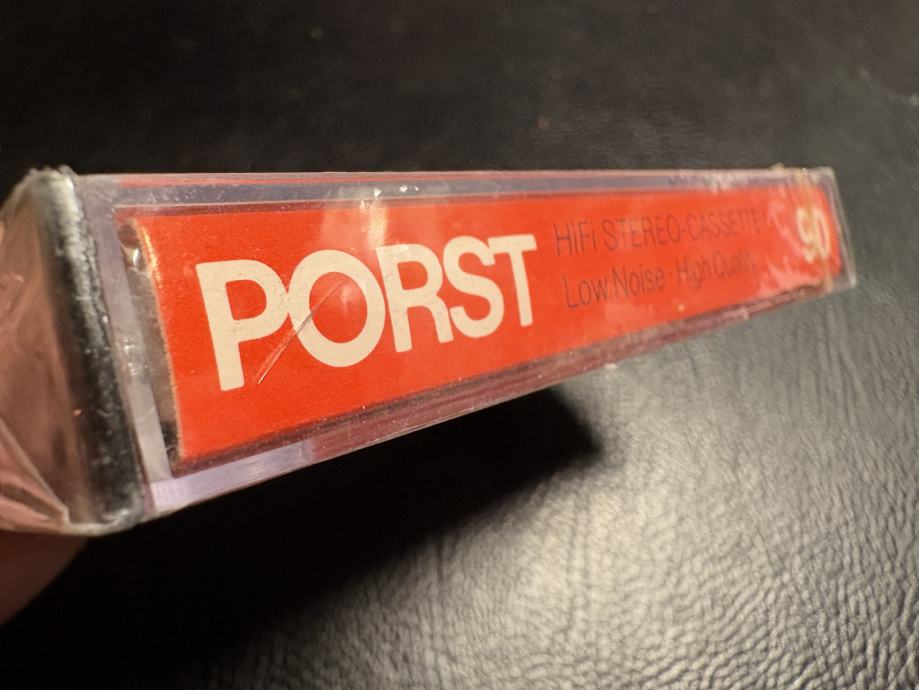 PORST
HiFi STEREO-CASSETTE
Low Noise · High Quality
90